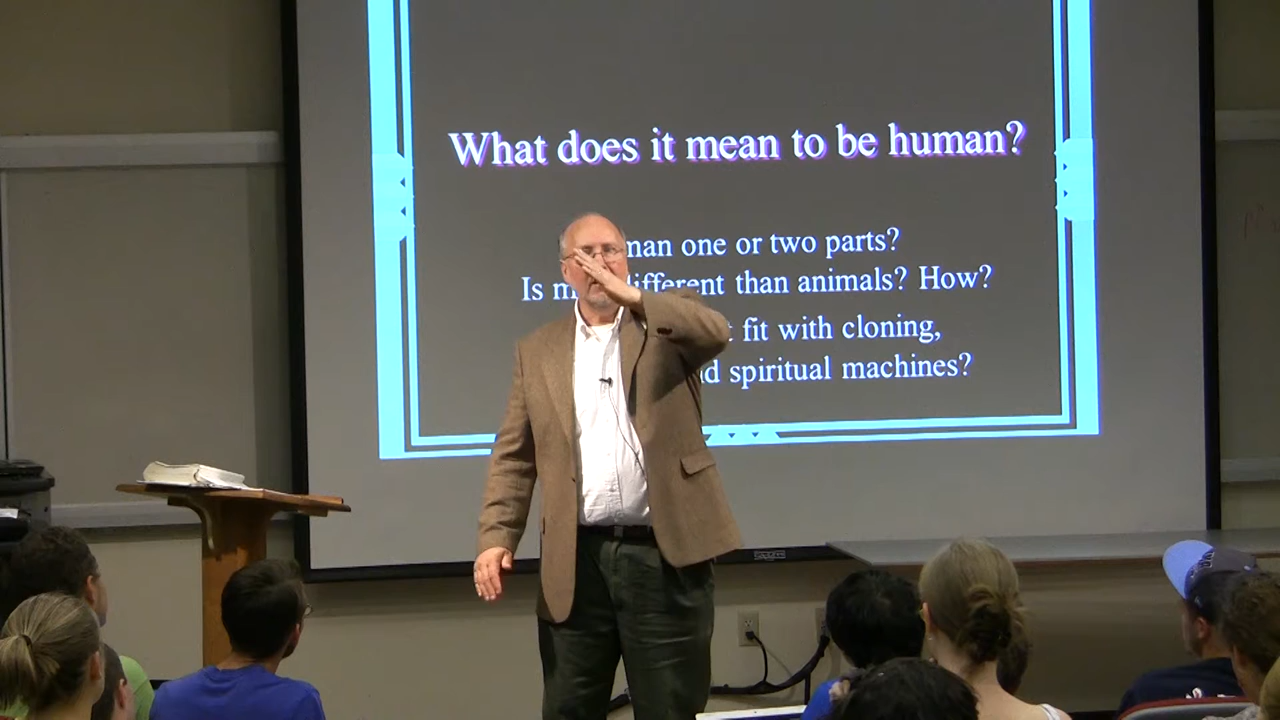 What does it mean to be human?
man one or two parts?
Is different than animals? How?
fit with cloning,
spiritual machines?